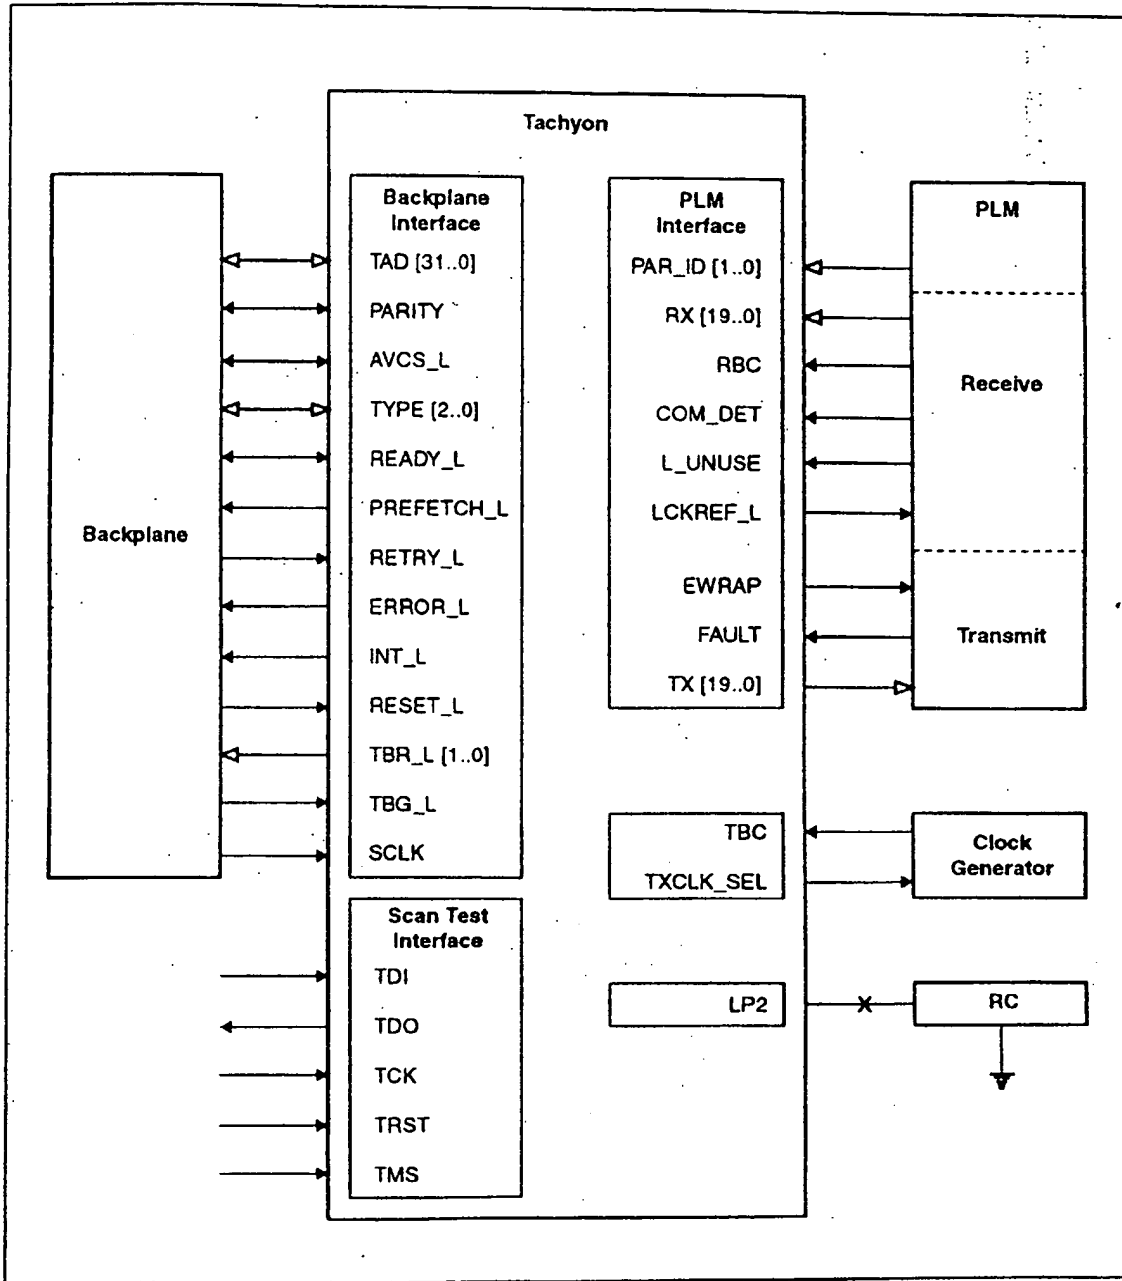 Tachyon
Backplane
Backplane
Interface
TAD [31..0]
PARITY
AVCS_L
TYPE [2..0]
READY_L
PREFETCH_L
RETRY_L
ERROR_L
INT_L
RESET_L
TBR_L [1..0]
TBG_L
SCLK
Scan Test
Interface
TDI
TDO
TCK
TRST
TMS
PLM
Interface
PAR_ID [1..0]
RX [19..0]
RBC
COM_DET
L_UNUSE
LCKREF_L
EWRAP
FAULT
TX [19..0]
TBC
TXCLK_SEL
LP2
PLM
Receive
Transmit
Clock
Generator
RC